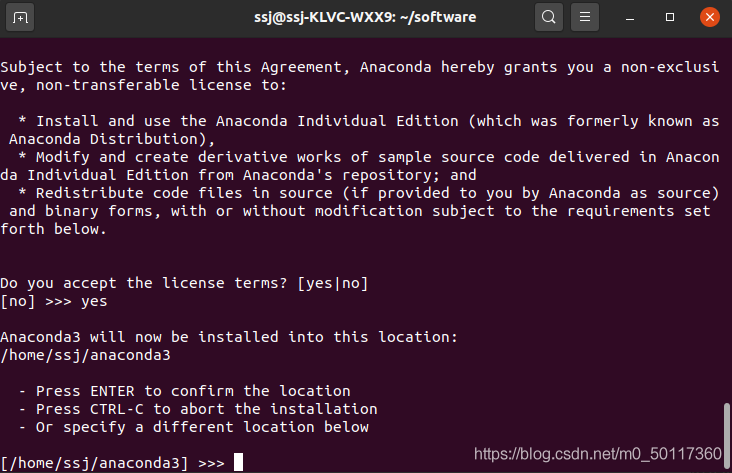 ssj@ssj-KLVC-WXX9: ~/software
Subject to the terms of this Agreement, Anaconda hereby grants you a non-exclusi
ve, non-transferable license to:
* Install and use the Anaconda Individual Edition (which was formerly known as
Anaconda Distribution),
* Modify and create derivative works of sample source code delivered in Anacon
da Individual Edition from Anaconda's repository; and
* Redistribute code files in source (if provided to you by Anaconda as source)
and binary forms, with or without modification subject to the requirements set
forth below.
Do you accept the license terms? [yes|no]
[no] >>> yes
Anaconda3 will now be installed into this location:
/home/ssj/anaconda3
- Press ENTER to confirm the location
- Press CTRL-C to abort the installation
- Or specify a different location below
[/home/ssj/anaconda3] >>>
https://blog.csdn.net/m0_50117360